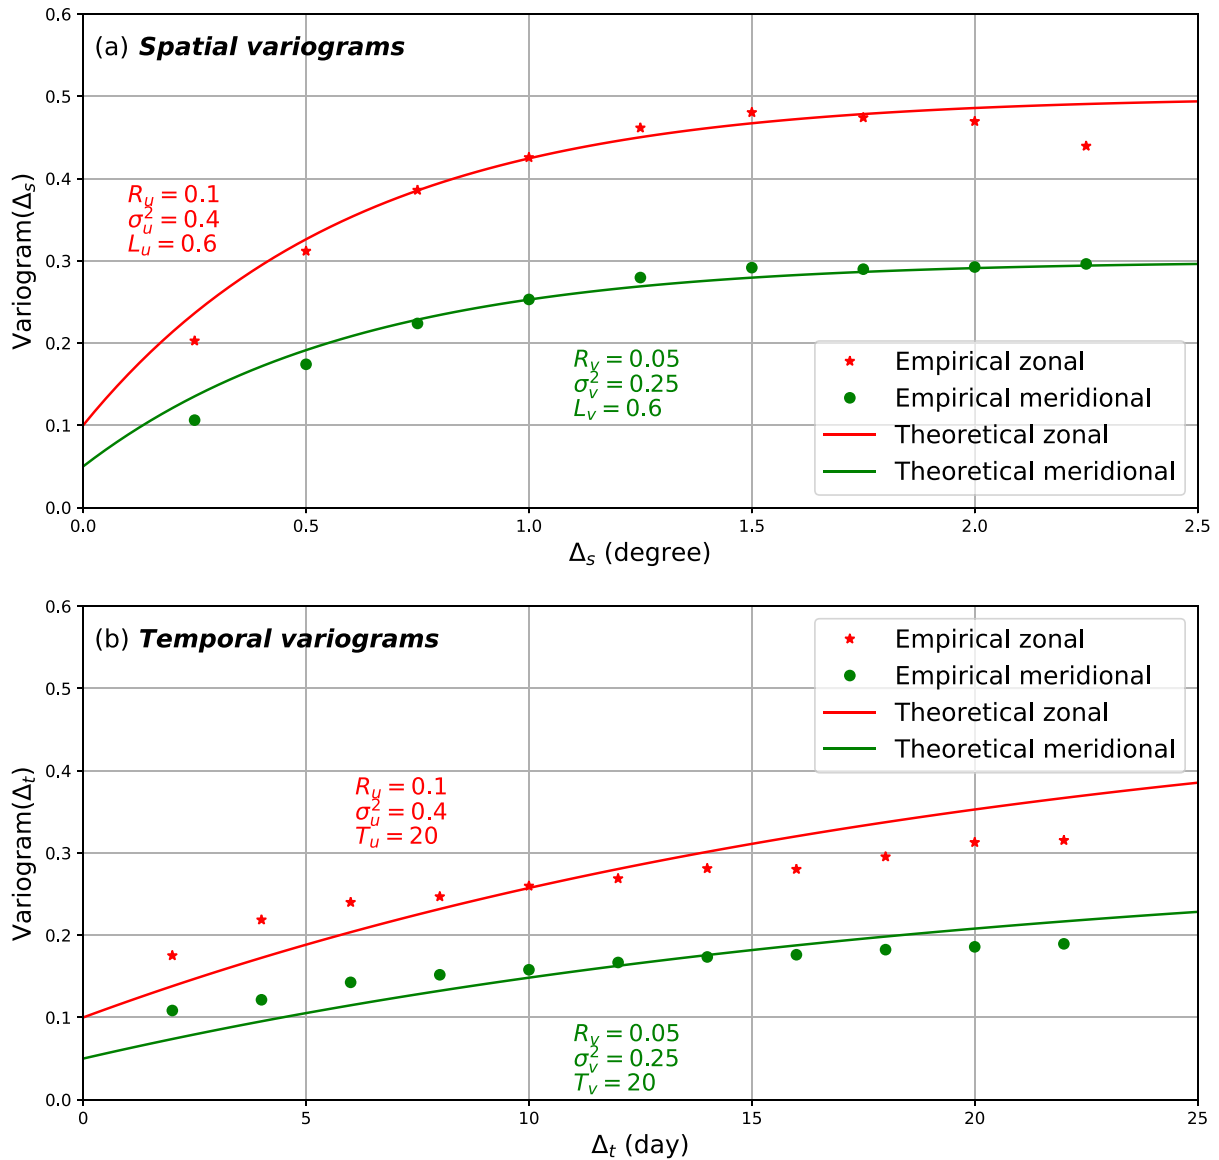 (a) Spatial variograms
0.6
0.5
0.4
0.3
0.2
0.1
0.0
Variogram(Δ_s)
R_u = 0.1
σ_u^2 = 0.4
L_u = 0.6
R_v = 0.05
σ_v^2 = 0.25
L_v = 0.6
Empirical zonal
Empirical meridional
Theoretical zonal
Theoretical meridional
0.0 0.5 1.0 1.5 2.0 2.5
Δ_s (degree)
(b) Temporal variograms
0.6
0.5
0.4
0.3
0.2
0.1
0.0
Variogram(Δ_t)
Empirical zonal
Empirical meridional
Theoretical zonal
Theoretical meridional
R_u = 0.1
σ_u^2 = 0.4
T_u = 20
R_v = 0.05
σ_v^2 = 0.25
T_v = 20
0 5 10 15 20 25
Δ_t (day)